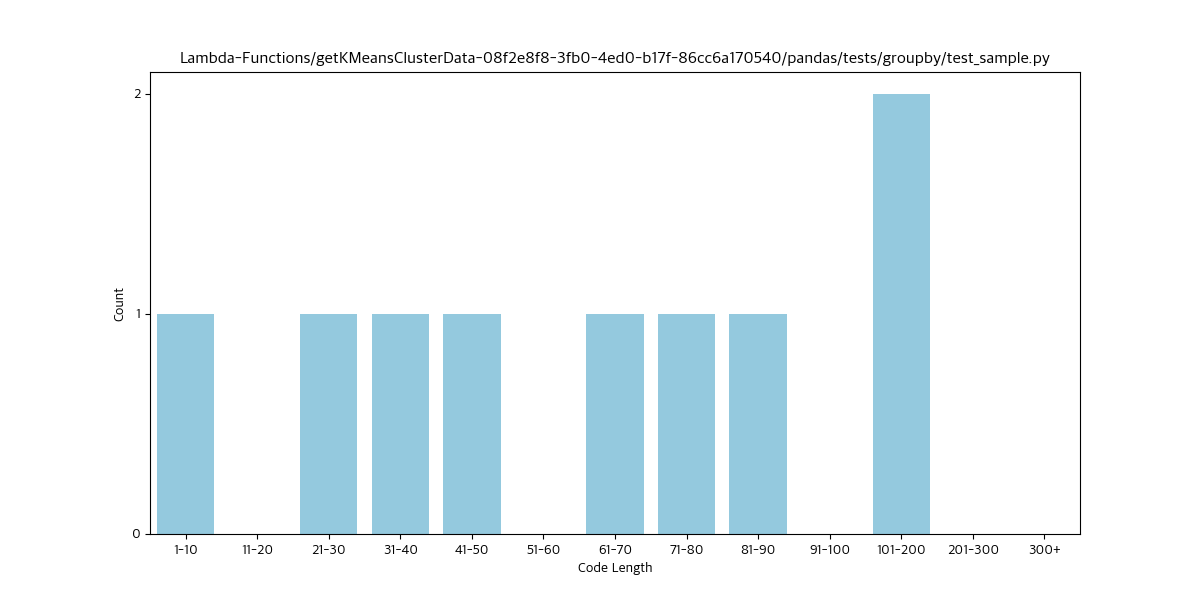 Lambda-Functions/getKMeansClusterData-08f2e8f8-3fb0-4ed0-b17f-86cc6a170540/pandas/tests/groupby/test_sample.py
2
1
0
Count
1-10 11-20 21-30 31-40 41-50 51-60 61-70 71-80 81-90 91-100 101-200 201-300 300+
Code Length